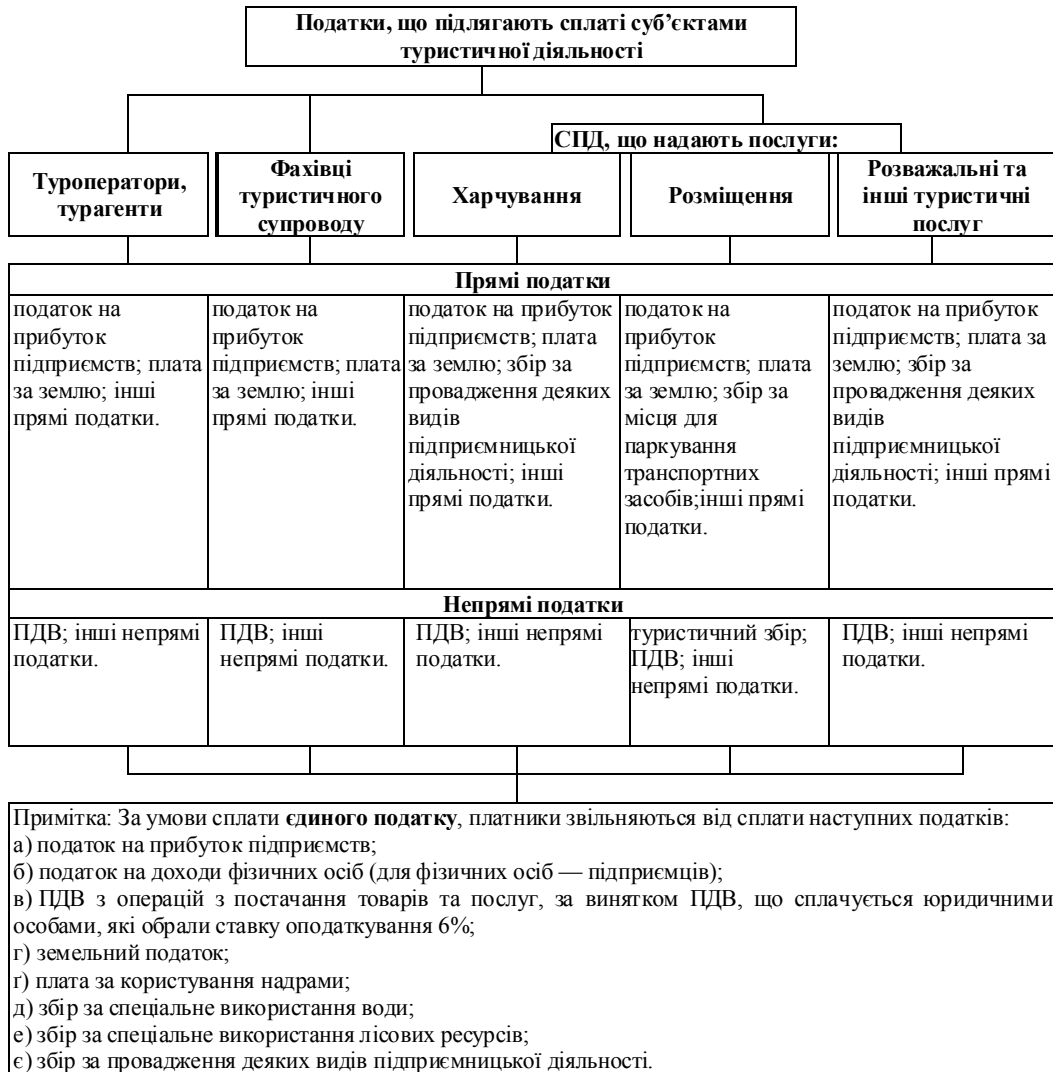 Податки, що підлягають сплаті суб’єктами
туристичної діяльності
СПД, що надають послуги:
Туроператори,
турагенти
Фахівці
туристичного
супроводу
Харчування
Розміщення
Розважальні та
інші туристичні
послуг
Прямі податки
податок на
прибуток
підприємств; плата
за землю; інші
прямі податки.
податок на
прибуток
підприємств; плата
за землю; інші
прямі податки.
податок на прибуток
підприємств; плата
за землю; збір за
провадження деяких
видів
підприємницької
діяльності; інші
прямі податки.
податок на
прибуток
підприємств; плата
за землю; збір за
місця для
паркування
транспортних
засобів;інші прямі
податки.
податок на прибуток
підприємств; плата за
землю; збір за
провадження деяких
видів
підприємницької
діяльності; інші прямі
податки.
Непрямі податки
ПДВ; інші непрямі
податки.
ПДВ; інші
непрямі податки.
ПДВ; інші непрямі
податки.
туристичний збір;
ПДВ; інші
непрямі податки.
ПДВ; інші непрямі
податки.
Примітка: За умови сплати єдиного податку, платники звільняються від сплати наступних податків:
а) податок на прибуток підприємств;
б) податок на доходи фізичних осіб (для фізичних осіб — підприємців);
в) ПДВ з операцій з постачання товарів та послуг, за винятком ПДВ, що сплачується юридичними
особами, які обрали ставку оподаткування 6%;
г) земельний податок;
ґ) плата за користування надрами;
д) збір за спеціальне використання води;
е) збір за спеціальне використання лісових ресурсів;
є) збір за провадження деяких видів підприємницької діяльності.